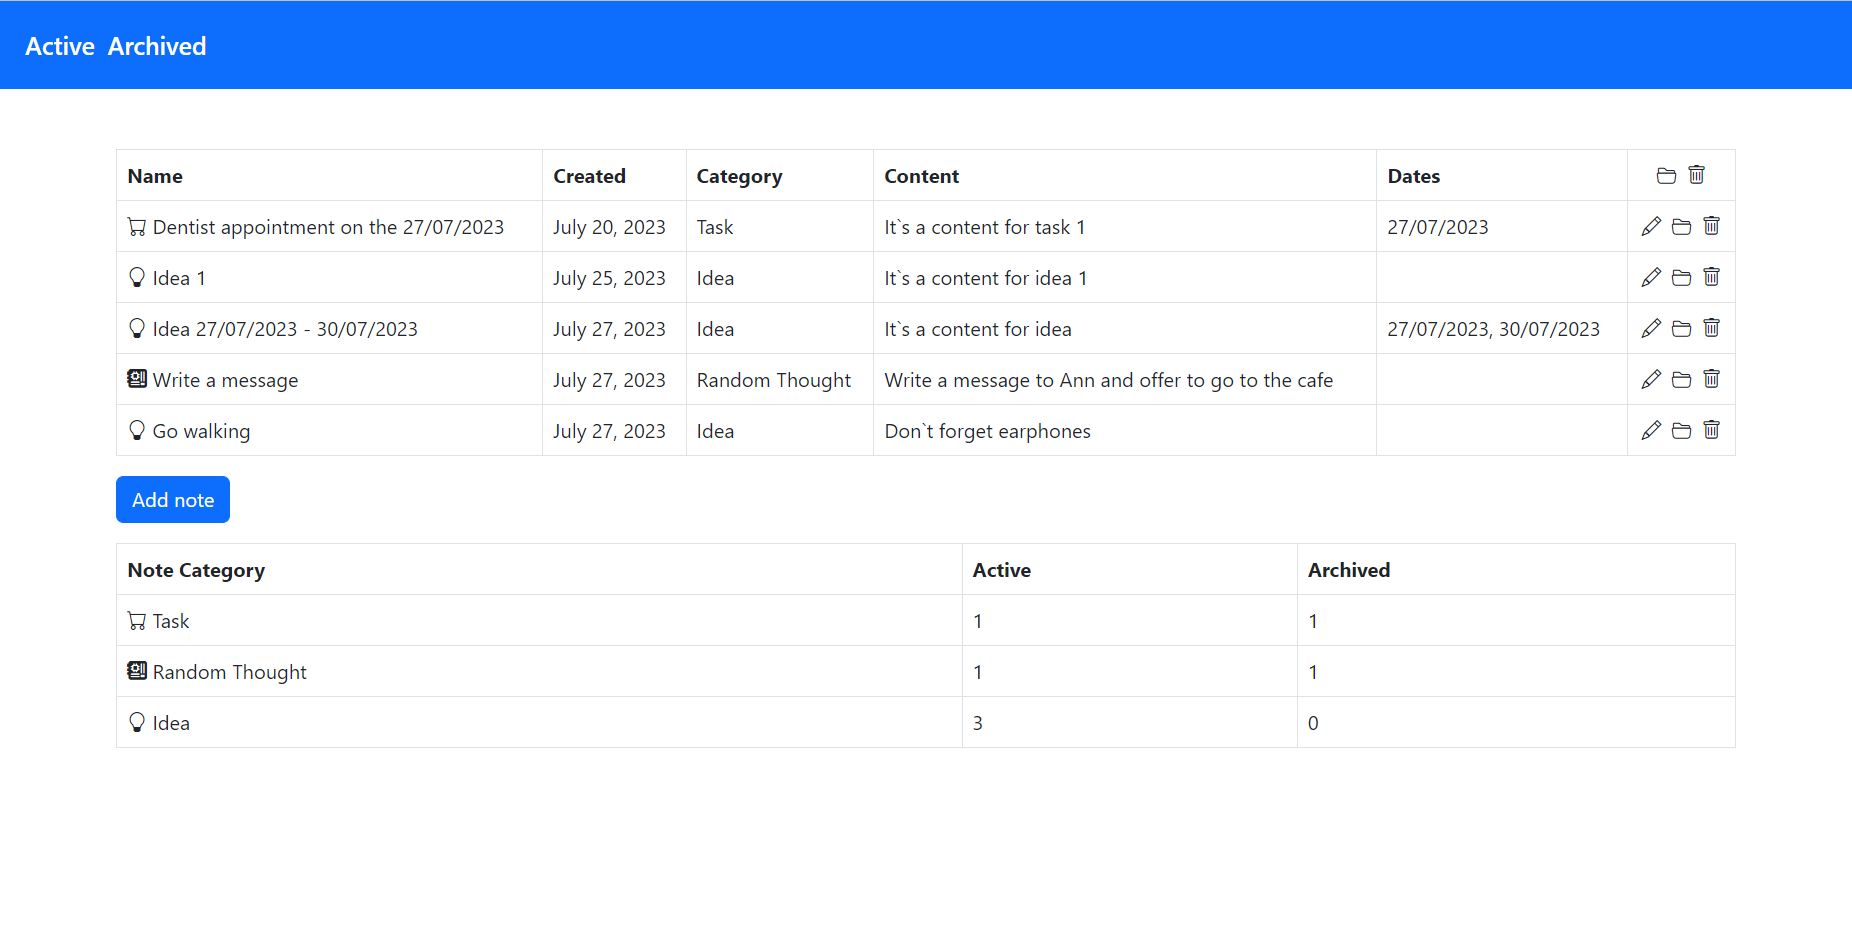 Active Archived
Name Created Category Content Dates
Dentist appointment on the 27/07/2023 July 20, 2023 Task It`s a content for task 1 27/07/2023
Idea 1 July 25, 2023 Idea It`s a content for idea 1
Idea 27/07/2023 - 30/07/2023 July 27, 2023 Idea It`s a content for idea 27/07/2023, 30/07/2023
Write a message July 27, 2023 Random Thought Write a message to Ann and offer to go to the cafe
Go walking July 27, 2023 Idea Don`t forget earphones
Add note
Note Category Active Archived
Task 1 1
Random Thought 1 1
Idea 3 0